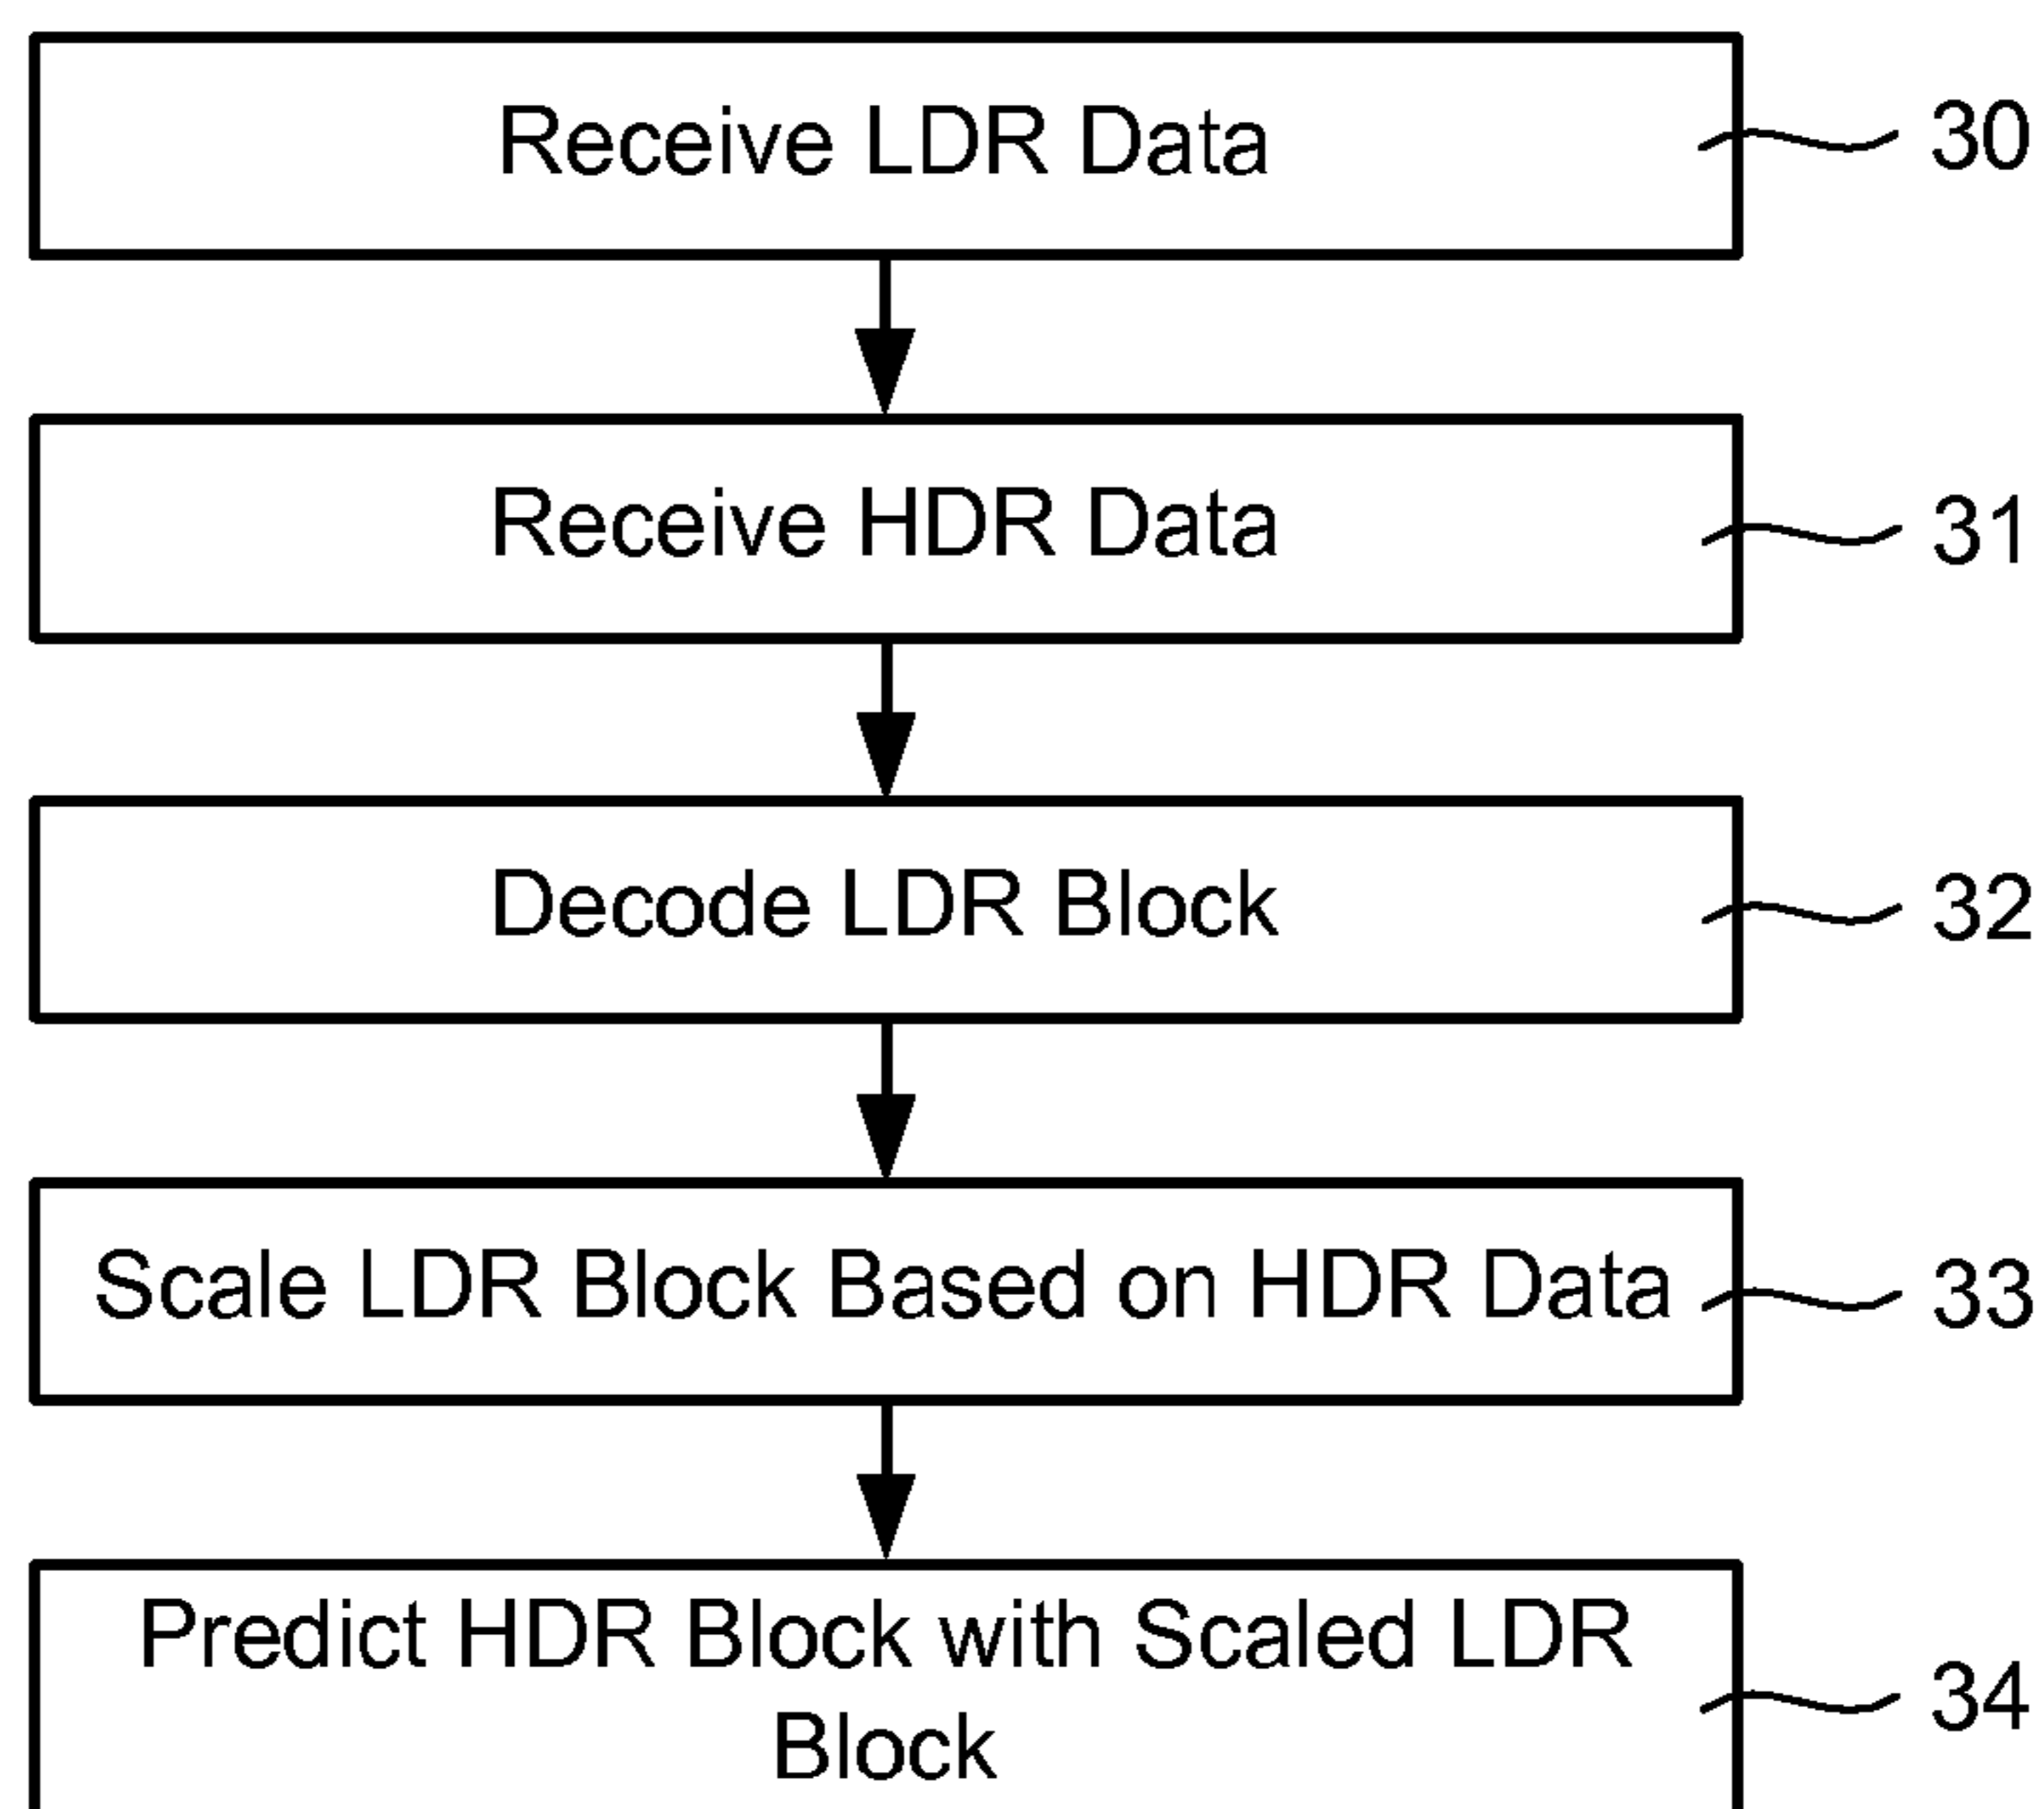 Receive LDR Data
30
Receive HDR Data
31
Decode LDR Block
32
Scale LDR Block Based on HDR Data
33
Predict HDR Block with Scaled LDR
Block
34